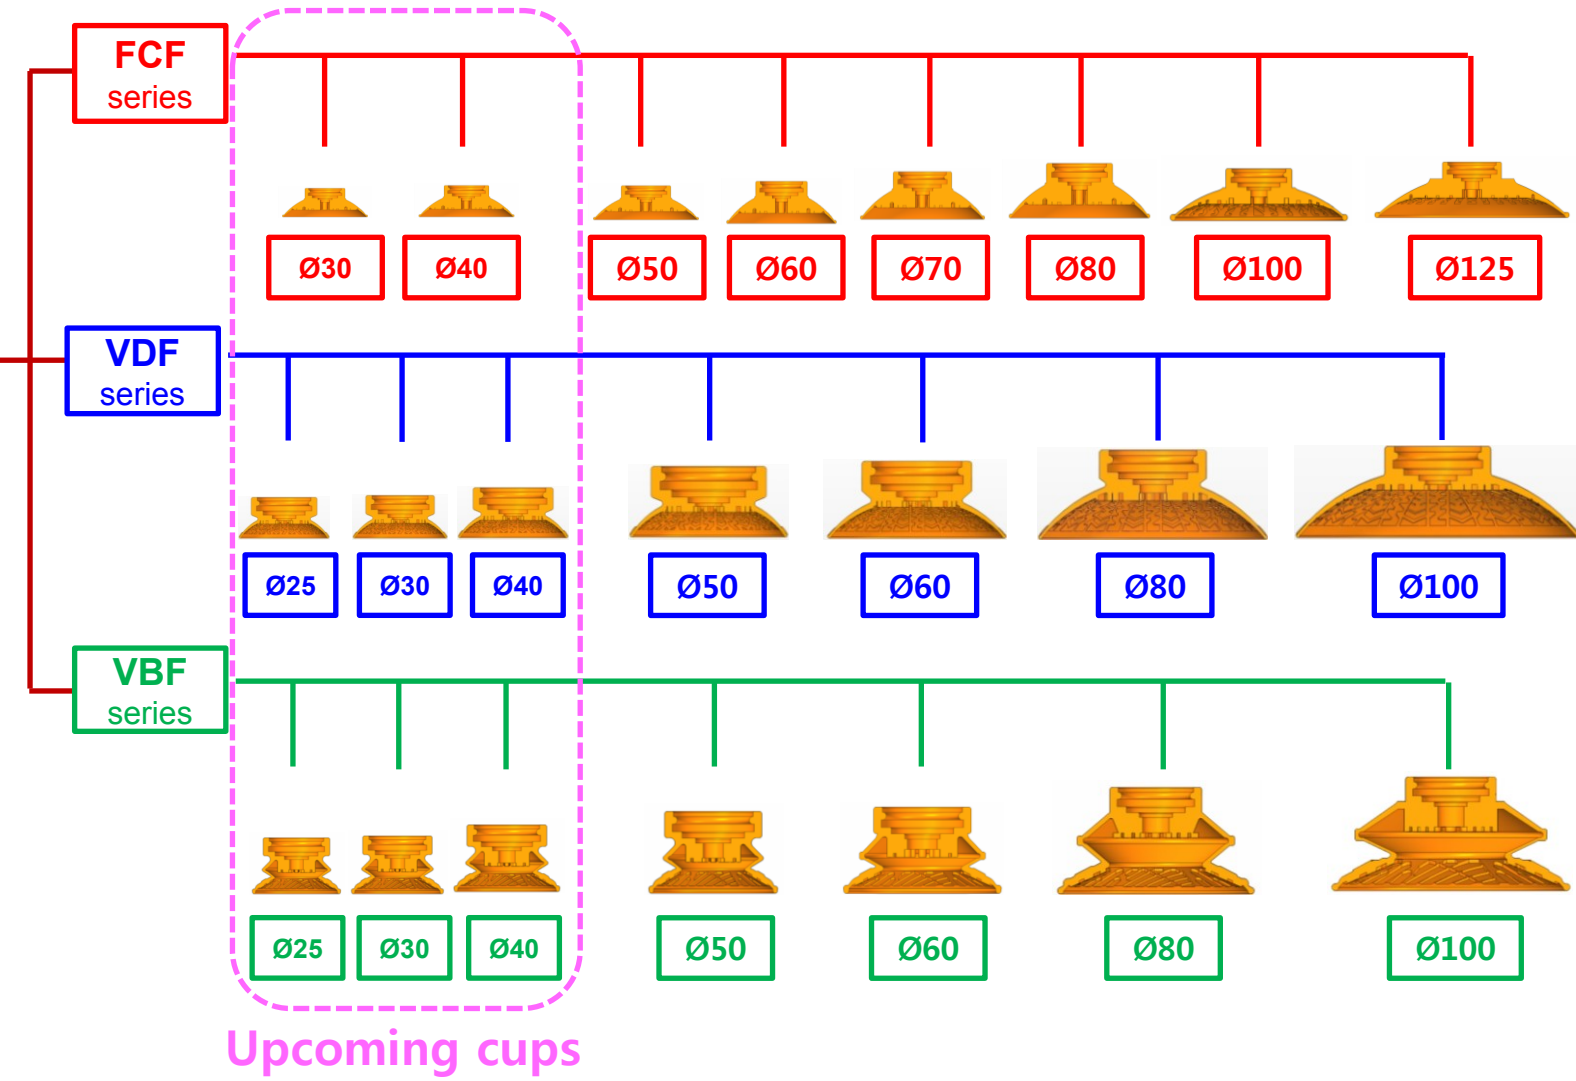 FCF
series
Ø30
Ø40
Ø50
Ø60
Ø70
Ø80
Ø100
Ø125
VDF
series
Ø25
Ø30
Ø40
Ø50
Ø60
Ø80
Ø100
VBF
series
Ø25
Ø30
Ø40
Ø50
Ø60
Ø80
Ø100
Upcoming cups